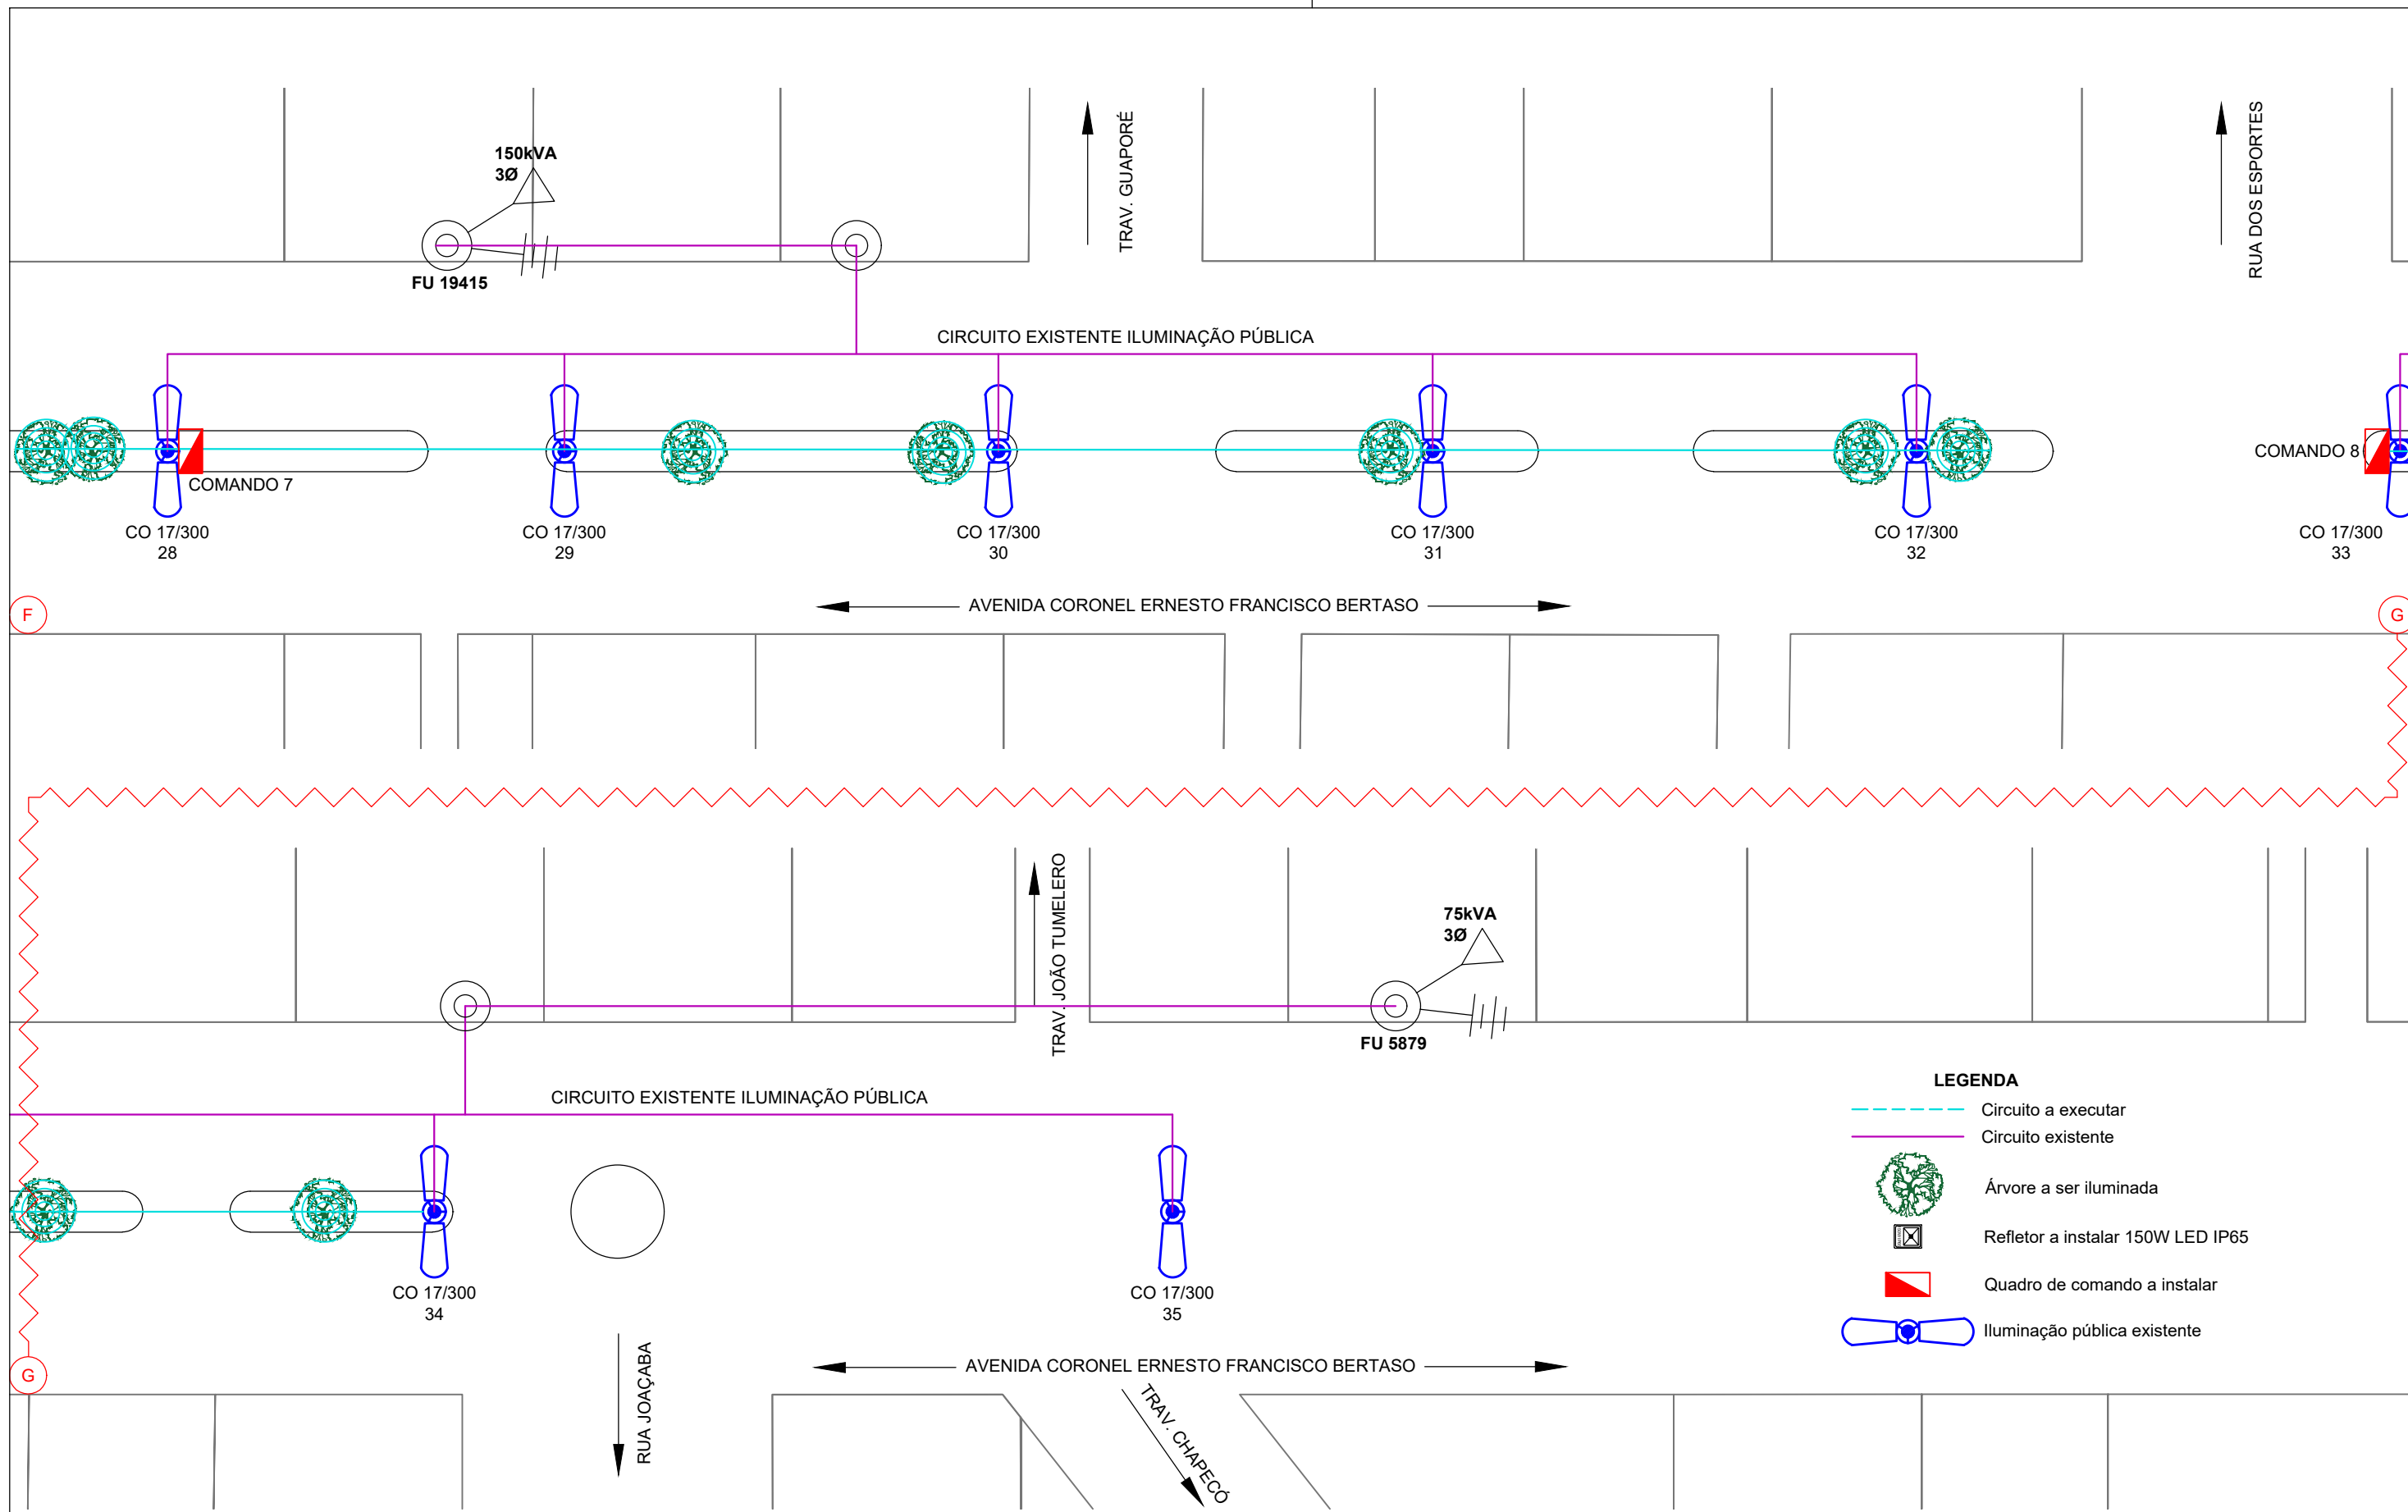 150kVA
3Ø
FU 19415
TRAV. GUAPORÉ
RUA DOS ESPORTES
CIRCUITO EXISTENTE ILUMINAÇÃO PÚBLICA
COMANDO 7
COMANDO 8
CO 17/300
28
CO 17/300
29
CO 17/300
30
CO 17/300
31
CO 17/300
32
CO 17/300
33
F
AVENIDA CORONEL ERNESTO FRANCISCO BERTASO
G
TRAV. JOÃO TUMELERO
75kVA
3Ø
FU 5879
CIRCUITO EXISTENTE ILUMINAÇÃO PÚBLICA
CO 17/300
34
CO 17/300
35
G
RUA JOAÇABA
AVENIDA CORONEL ERNESTO FRANCISCO BERTASO
TRAV. CHAPECÓ
LEGENDA
Circuito a executar
Circuito existente
Árvore a ser iluminada
Refletor a instalar 150W LED IP65
Quadro de comando a instalar
Iluminação pública existente